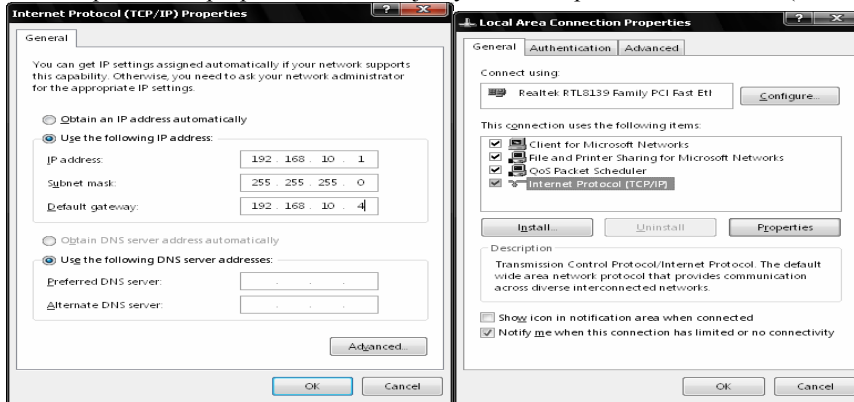 Internet Protocol (TCP/IP) Properties
General
You can get IP settings assigned automatically if your network supports
this capability. Otherwise, you need to ask your network administrator
for the appropriate IP settings.
Obtain an IP address automatically
Use the following IP address:
IP address:
192 . 168 . 10 . 1
Subnet mask:
255 . 255 . 255 . 0
Default gateway:
192 . 168 . 10 . 4
Obtain DNS server address automatically
Use the following DNS server addresses:
Preferred DNS server:
. . .
Alternate DNS server:
. . .
Advanced...
OK Cancel
Local Area Connection Properties
General Authentication Advanced
Connect using:
Realtek RTL8139 Family PCI Fast Etl
Configure...
This connection uses the following items:
Client for Microsoft Networks
File and Printer Sharing for Microsoft Networks
QoS Packet Scheduler
Internet Protocol (TCP/IP)
Install... Uninstall Properties
Description
Transmission Control Protocol/Internet Protocol. The default
wide area network protocol that provides communication
across diverse interconnected networks.
Show icon in notification area when connected
Notify me when this connection has limited or no connectivity
OK Cancel